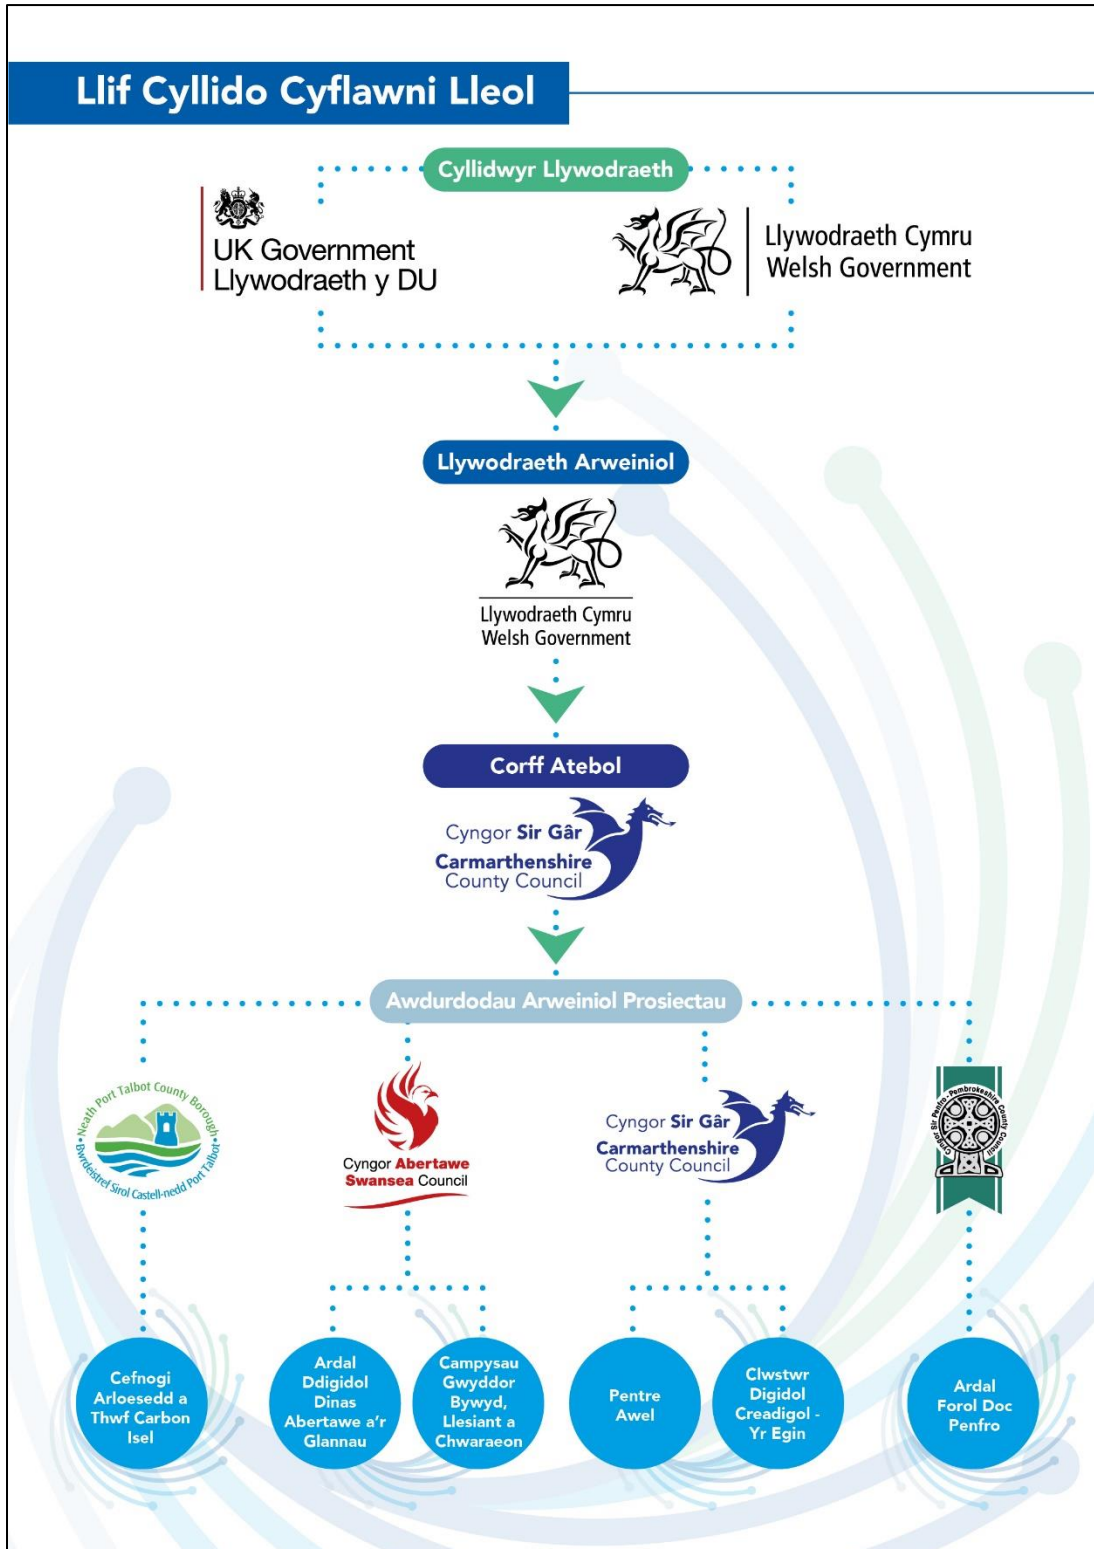 Llif Cyllido Cyflawni Lleol
Cyllidwyr Llywodraeth
UK Government
Llywodraeth y DU
Llywodraeth Cymru
Welsh Government
Llywodraeth Arweiniol
Llywodraeth Cymru
Welsh Government
Corff Atebol
Cyngor Sir Gâr
Carmarthenshire
County Council
Awdurdodau Arweiniol Prosiectau
Neath Port Talbot County Borough
Bwrdeistref Sirol Castell-nedd Port Talbot
Cyngor Abertawe
Swansea Council
Cyngor Sir Gâr
Carmarthenshire
County Council
Cyngor Sir Penfro - Pembrokeshire County Council
Cefnogi
Arloesedd a
Thwf Carbon
Isel
Ardal
Ddigidol
Dinas
Abertawe a'r
Glannau
Campysau
Gwyddor
Bywyd,
Llesiant a
Chwaraeon
Pentre
Awel
Clwstwr
Digidol
Creadigol -
Yr Egin
Ardal
Forol Doc
Penfro